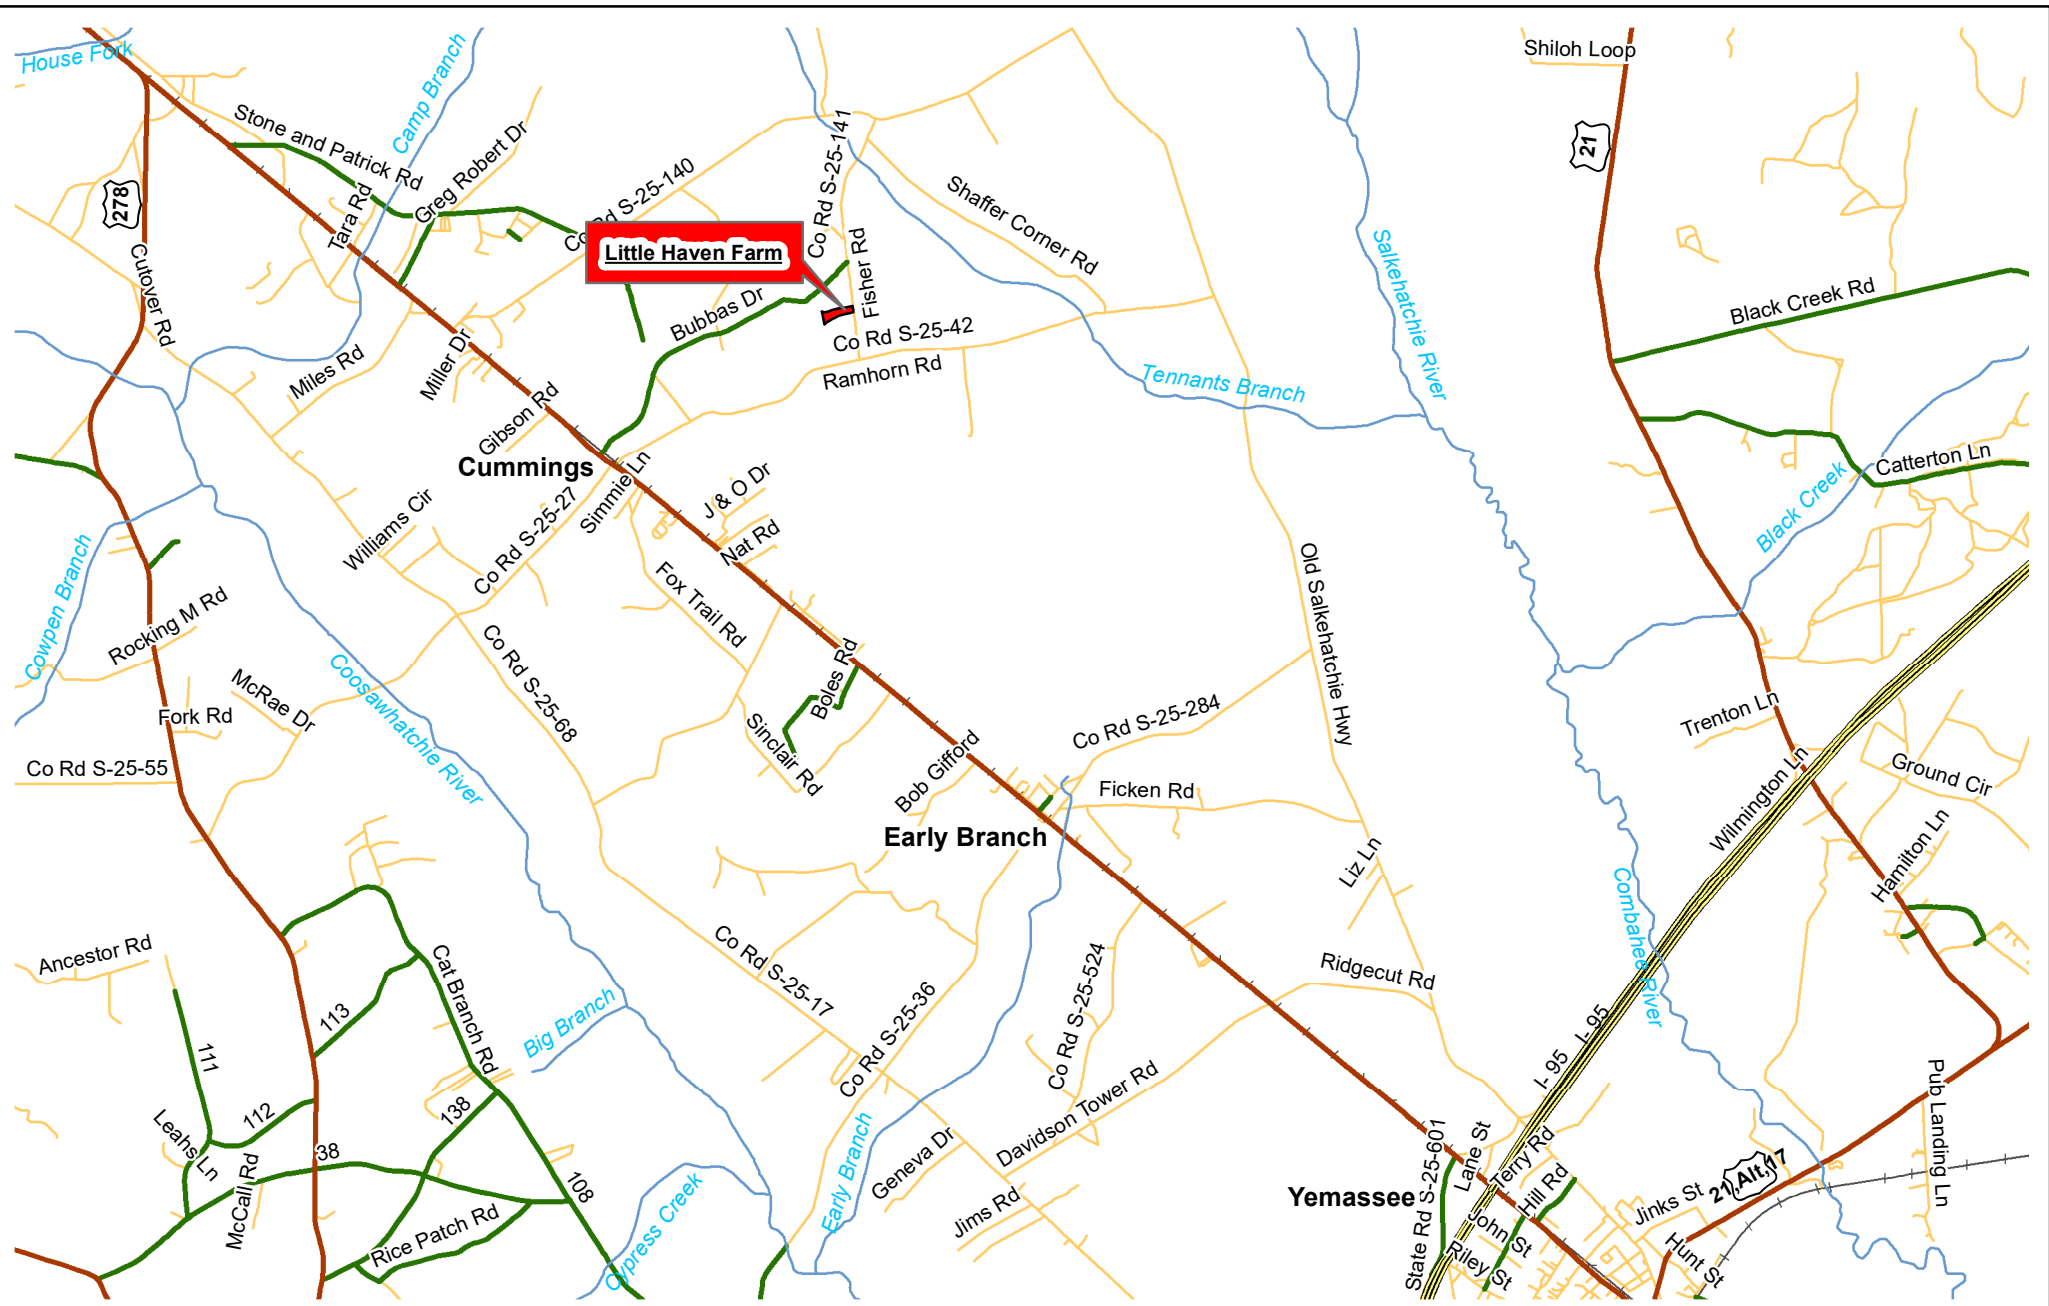 House Fork
Camp Branch
Shiloh Loop
Stone and Patrick Rd
Greg Robert Dr
Co Rd S-25-141
21
278
Tara Rd
Co Rd S-25-140
Shaffer Corner Rd
Little Haven Farm
Fisher Rd
Salkehatchie River
Cutover Rd
Bubbas Dr
Co Rd S-25-42
Black Creek Rd
Miles Rd
Miller Dr
Ramhorn Rd
Tennants Branch
Gibson Rd
Cummings
Simmie Ln
J & O Dr
Catterton Ln
Williams Cir
Co Rd S-25-27
Nat Rd
Black Creek
Cowpen Branch
Rocking M Rd
Fox Trail Rd
Old Salkehatchie Hwy
McRae Dr
Coosawhatchie River
Co Rd S-25-68
Boles Rd
Fork Rd
Sinclair Rd
Co Rd S-25-284
Trenton Ln
Co Rd S-25-55
Bob Gifford
Ficken Rd
Wilmington Ln
Ground Cir
Early Branch
Liz Ln
Hamilton Ln
Combahee River
Ancestor Rd
Cat Branch Rd
Co Rd S-25-17
Co Rd S-25-36
Co Rd S-25-524
Ridgecut Rd
113
Big Branch
I- 95
I- 95
111
112
138
Davidson Tower Rd
Pub Landing Ln
Leahs Ln
McCall Rd
38
108
Early Branch
Geneva Dr
State Rd S-25-601
Lane St
Terry Rd
Yemassee
Hill Rd
21,Alt,17
Jinks St
Rice Patch Rd
Cypress Creek
Jims Rd
John St
Riley St
Hunt St